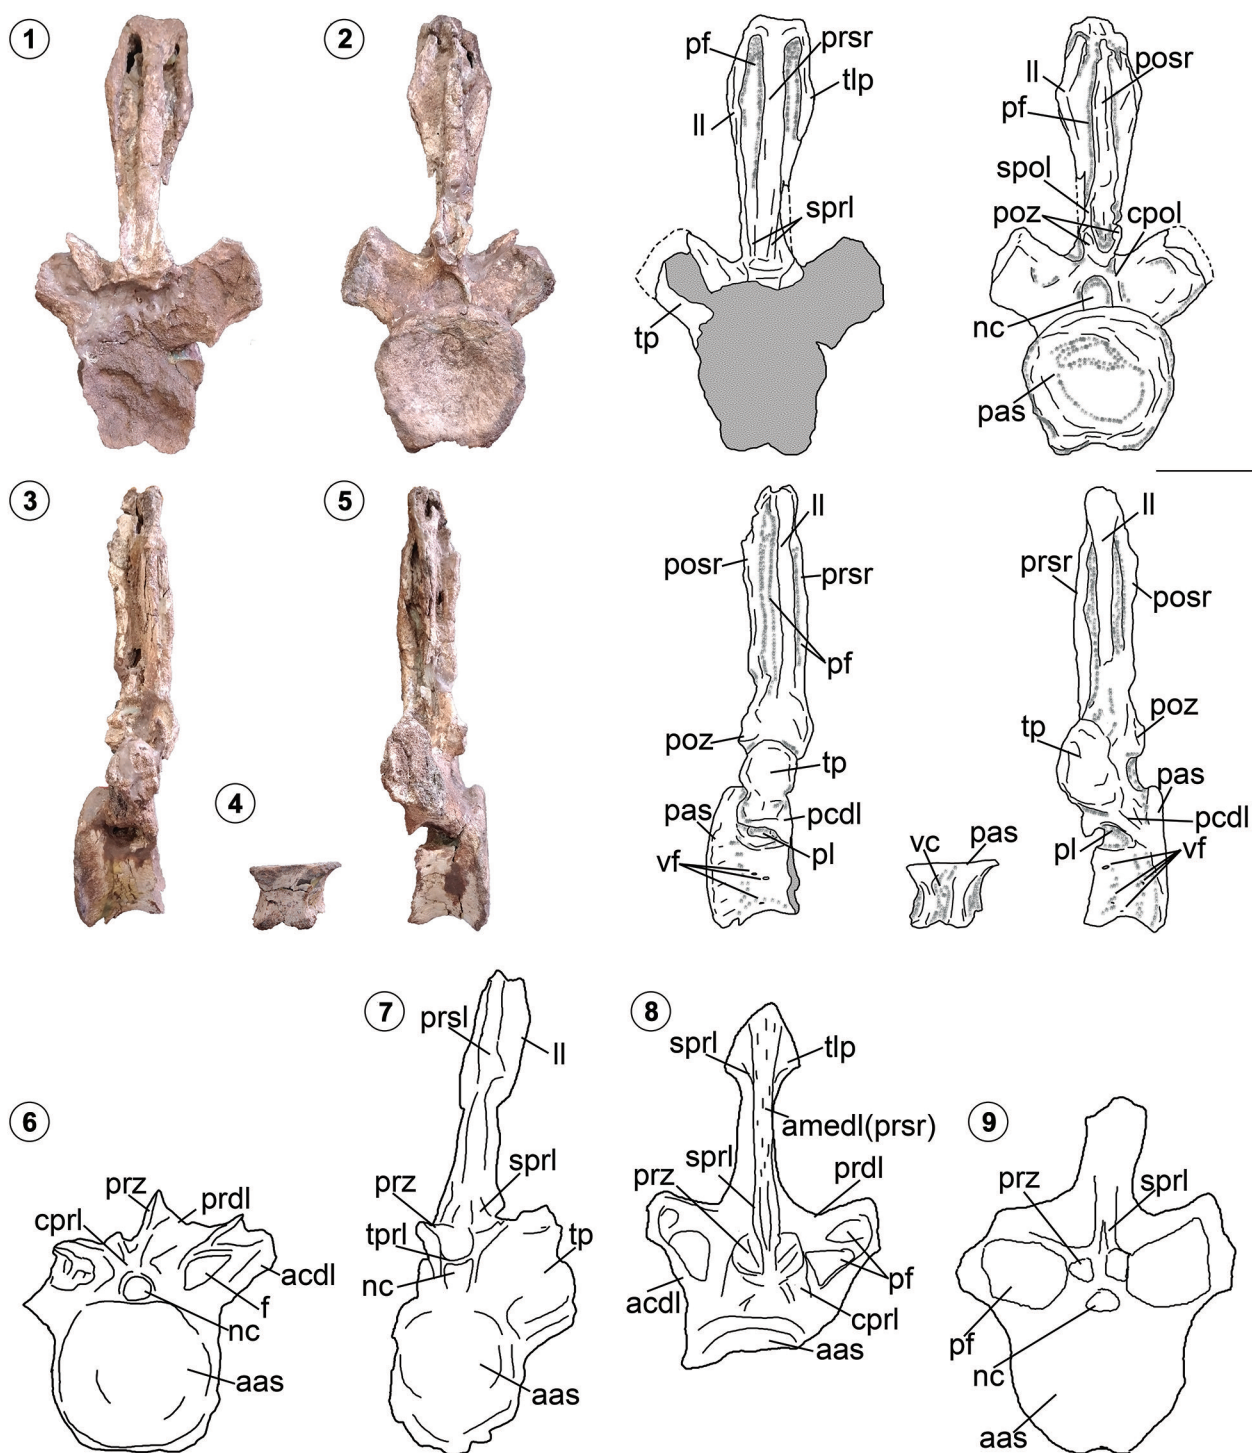 1
2
pf
prsr
tlp
ll
sprl
tp
ll
posr
pf
spol
poz
cpol
nc
pas
3
5
4
ll
posr
prsr
pf
poz
tp
pas
pcdl
pl
vf
vc
pas
ll
prsr
posr
tp
poz
pas
pcdl
pl
vf
6
prz
prdl
cprl
acdl
f
nc
aas
7
prsl
ll
sprl
prz
tprl
tp
nc
aas
8
sprl
tlp
amedl(prsr)
sprl
prz
prdl
pf
acdl
cprl
aas
9
prz
sprl
pf
nc
aas